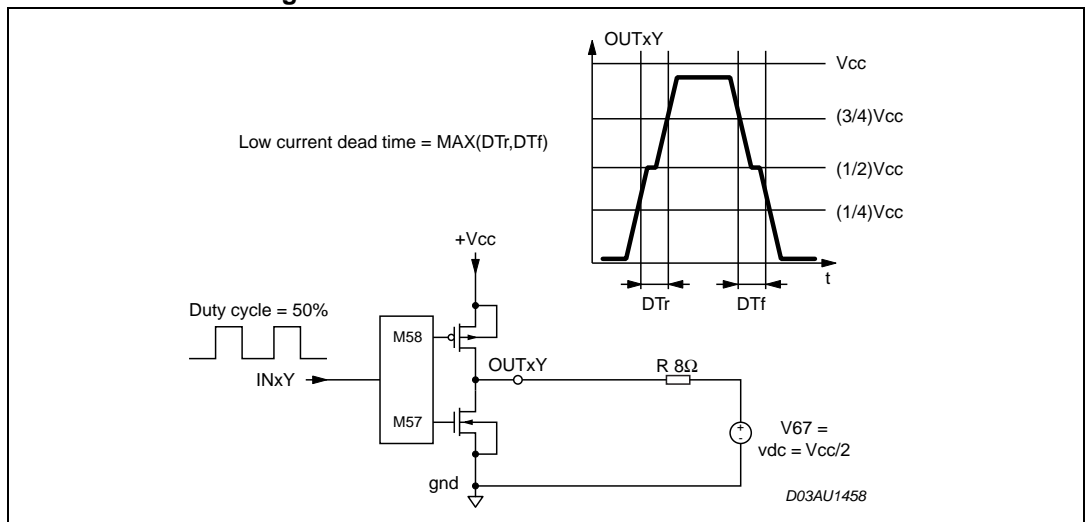 OUTxY
Vcc
(3/4)Vcc
Low current dead time = MAX(DTr,DTf)
(1/2)Vcc
(1/4)Vcc
+Vcc
t
DTr
DTf
Duty cycle = 50%
M58
OUTxY
R 8Ω
INxY
M57
+
-
V67 =
vdc = Vcc/2
gnd
D03AU1458